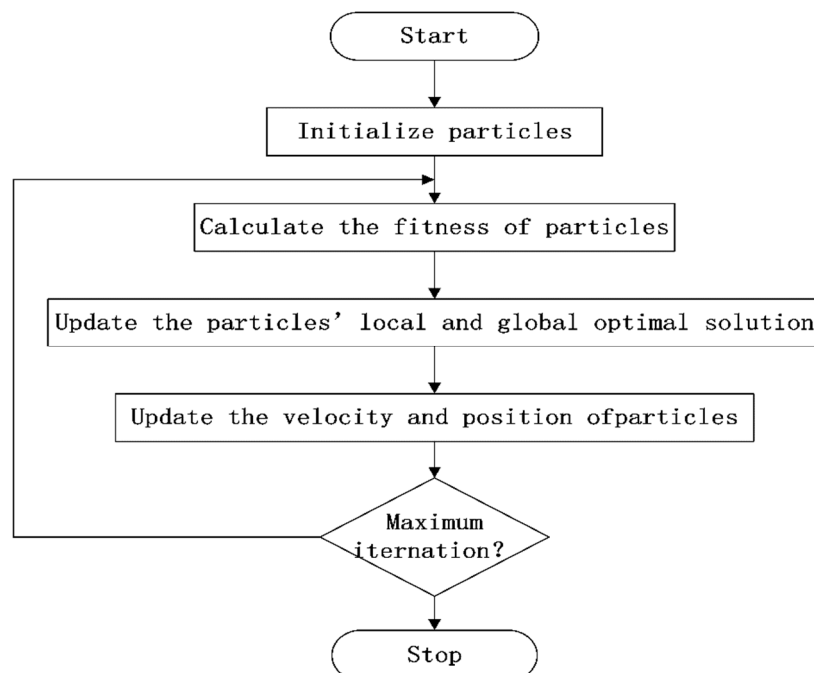 Start
Initialize particles
Calculate the fitness of particles
Update the particles’ local and global optimal solution
Update the velocity and position ofparticles
Maximum
iternation?
Stop